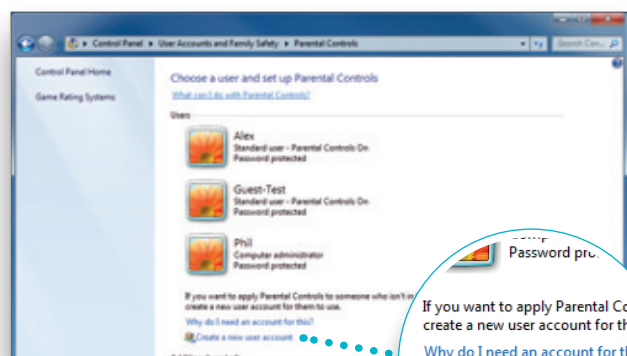 Control Panel ▸ User Accounts and Family Safety ▸ Parental Controls
Search Con...
Control Panel Home
Game Rating Systems
Choose a user and set up Parental Controls
What can I do with Parental Controls?
Users
Alex
Standard user - Parental Controls On
Password protected
Guest-Test
Standard user - Parental Controls On
Password protected
Phil
Computer administrator
Password protected
If you want to apply Parental Controls to someone who isn't in
create a new user account for them to use.
Why do I need an account for this?
Create a new user account
Password
If you want to apply Parental
create a new user account for
Why do I need an account for